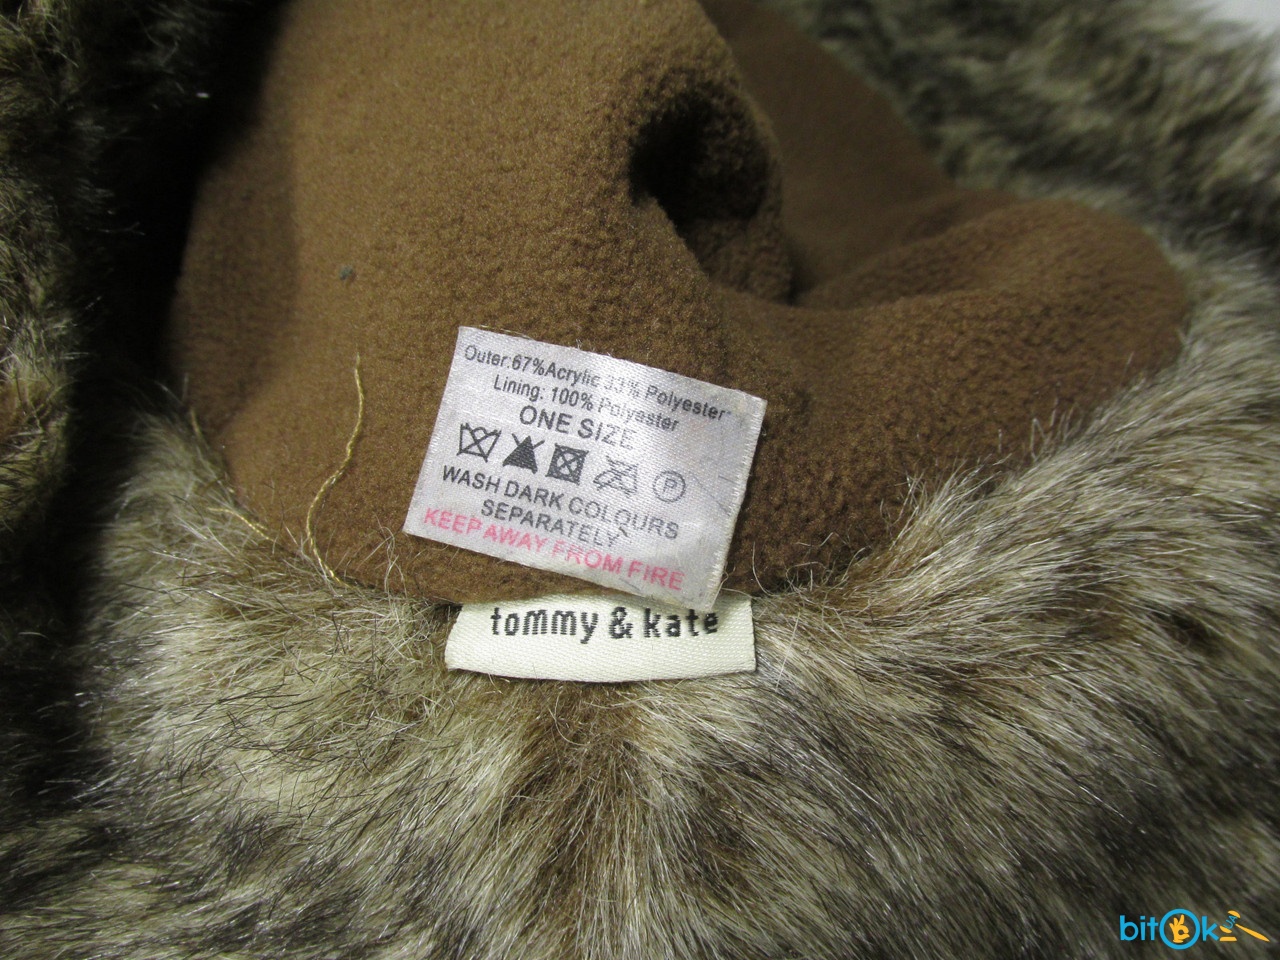 Outer:67%Acrylic 33% Polyester
Lining: 100% Polyester
ONE SIZE
P
WASH DARK COLOURS
SEPARATELY
KEEP AWAY FROM FIRE
tommy & kate
bitOk